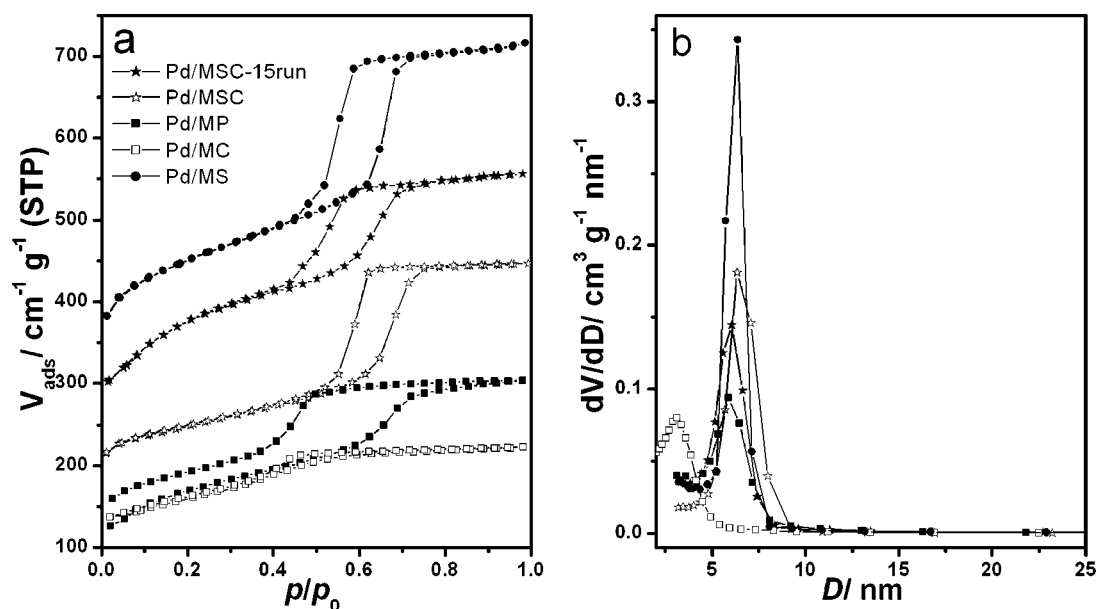 a
Pd/MSC-15run
Pd/MSC
Pd/MP
Pd/MC
Pd/MS
V_ads/ cm⁻¹ g⁻¹ (STP)
700
600
500
400
300
200
100
0.0 0.2 0.4 0.6 0.8 1.0
p/p₀
b
dV/dD/ cm³ g⁻¹ nm⁻¹
0.3
0.2
0.1
0.0
5 10 15 20 25
D/ nm